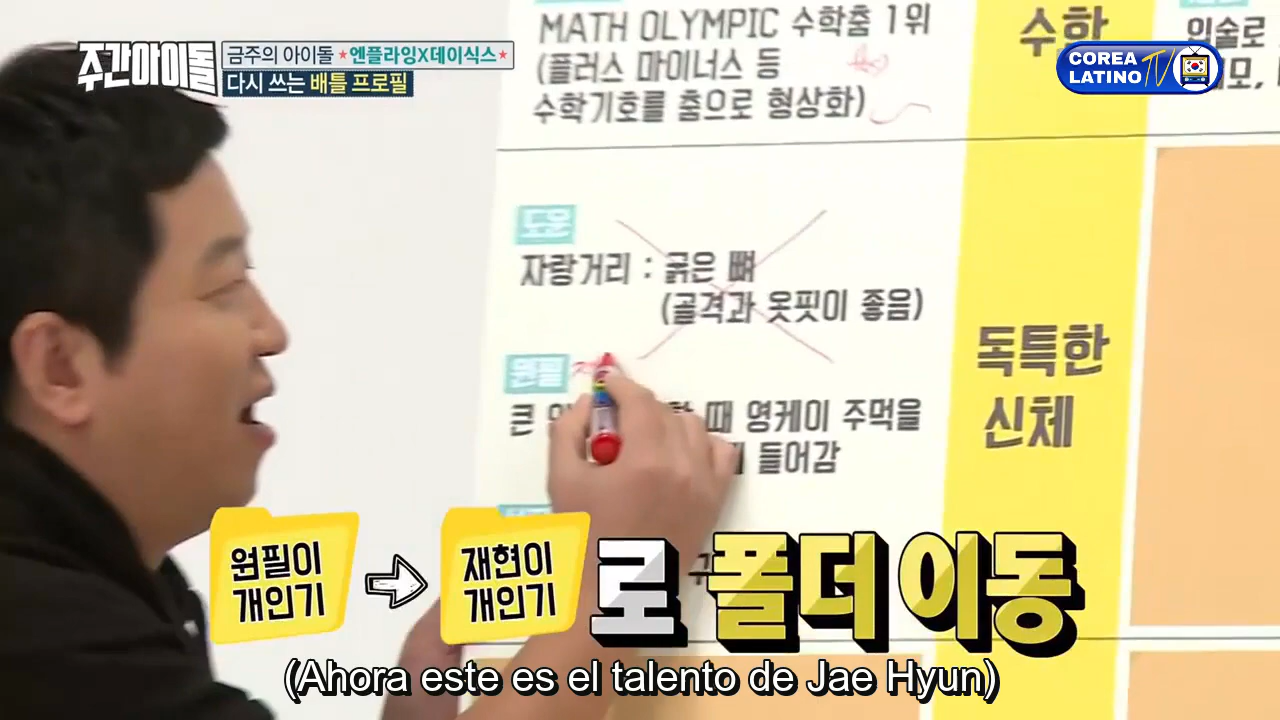 주간아이돌
금주의 아이돌 ★엔플라잉X데이식스★
다시 쓰는 배틀 프로필
COREA
LATINO TV
MATH OLYMPIC 수학춤 1위
(플러스 마이너스 등
수학기호를 춤으로 형상화)
수학
의술로
모,
도운
자랑거리 : 굵은 뼈
(골격과 옷핏이 좋음)
원필
큰 때 영케이 주먹을
들어감
독특한
신체
원필이
개인기
재현이
개인기
로 폴더 이동
(Ahora este es el talento de Jae Hyun)